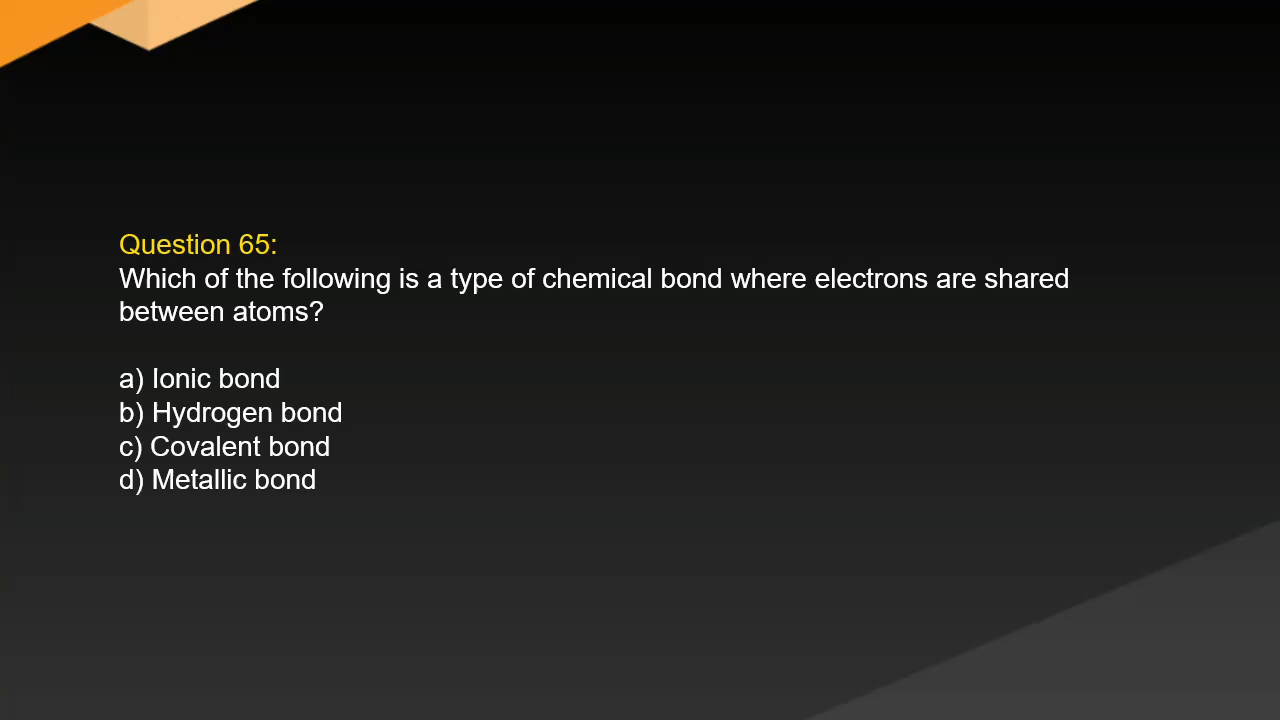 Question 65:
Which of the following is a type of chemical bond where electrons are shared
between atoms?
a) Ionic bond
b) Hydrogen bond
c) Covalent bond
d) Metallic bond